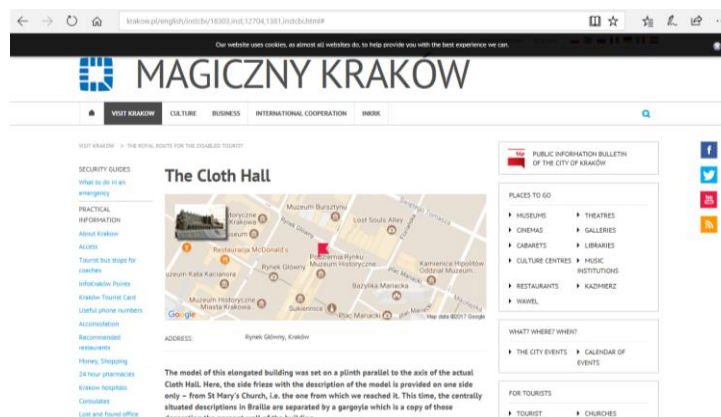 krakow.pl/english/instcbi/18303,inst,12704,1381,instcbi.html#
Our website uses cookies, as almost all websites do, to help provide you with the best experience we can.
MAGICZNY KRAKÓW
VISIT KRAKOW CULTURE BUSINESS INTERNATIONAL COOPERATION INKRK
VISIT KRAKOW > THE ROYAL ROUTE FOR THE DISABLED TOURIST
SECURITY GUIDES
What to do in an
emergency
PRACTICAL
INFORMATION
About Krakow
Access
Tourist bus stops for
coaches
InfoKraków Points
Kraków Tourist Card
Useful phone numbers
Accomodation
Recommended
restaurants
Money, Shopping
24 hour pharmacies
Krakow hospitals
Consulates
Lost and found office
The Cloth Hall
Muzeum Bursztynu
Świętego Tomasza
Lost Souls Alley
Rynek Główny
Restauracja McDonald's
Podziemia Rynku
Muzeum Historyczne
Kamienica Hipolitów
Oddział Muzeum...
Rynek Główny
Bazylika Mariacka
Muzeum Historyczne
Miasta Krakowa
Sukiennice
Plac Mariacki
Google
Map data ©2017 Google
ADDRESS: Rynek Główny, Kraków
The model of this elongated building was set on a plinth parallel to the axis of the actual
Cloth Hall. Here, the side frieze with the description of the model is provided on one side
only – from St Mary's Church, i.e. the one from which we reached it. This time, the centrally
situated descriptions in Braille are separated by a gargoyle which is a copy of those
PUBLIC INFORMATION BULLETIN
OF THE CITY OF KRAKÓW
PLACES TO GO
MUSEUMS THEATRES
CINEMAS GALLERIES
CABARETS LIBRARIES
CULTURE CENTRES MUSIC
INSTITUTIONS
RESTAURANTS KAZIMIERZ
WAWEL
WHAT? WHERE? WHEN?
THE CITY EVENTS CALENDAR OF
EVENTS
FOR TOURISTS
TOURIST CHURCHES